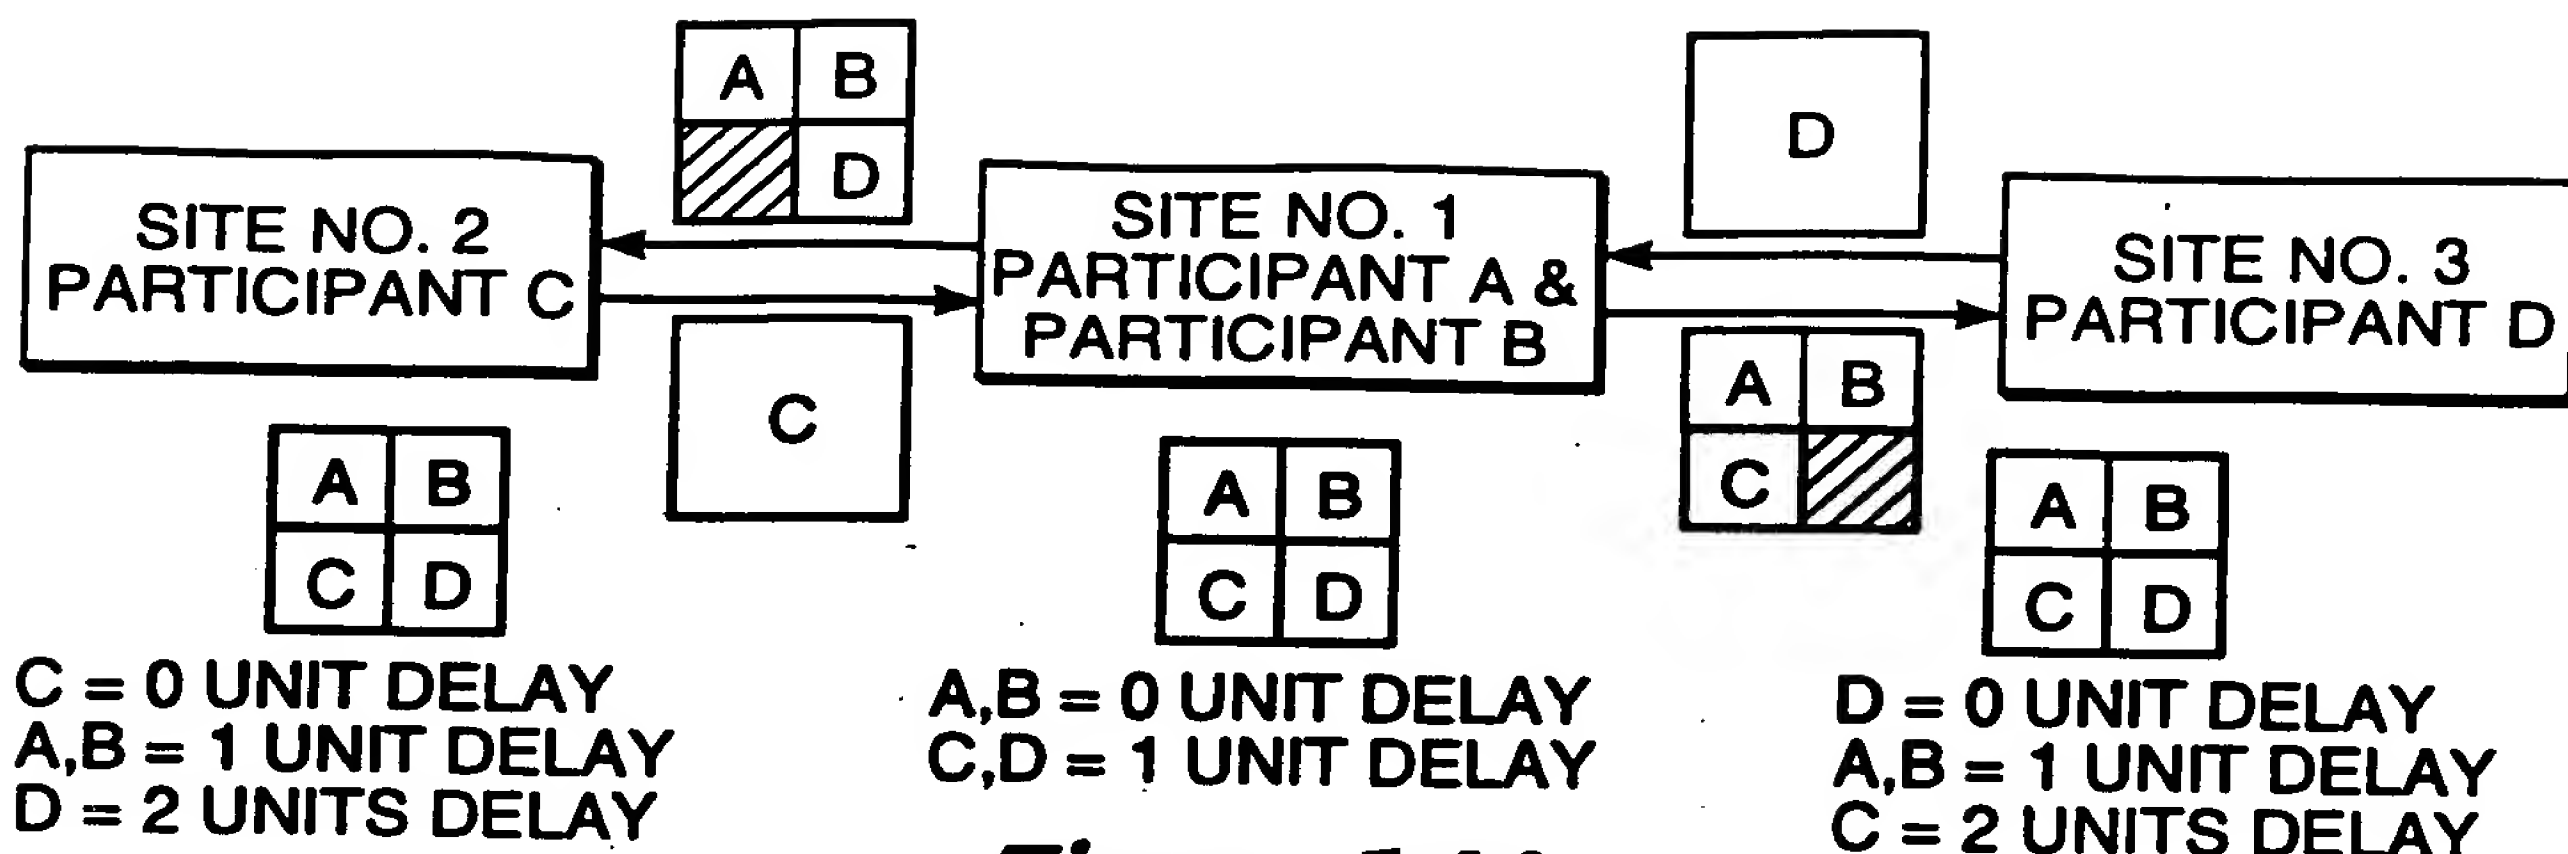 A B
D
D
SITE NO. 2
PARTICIPANT C
SITE NO. 1
PARTICIPANT A &
PARTICIPANT B
SITE NO. 3
PARTICIPANT D
C
A B
C
A B
C D
A B
C D
A B
C D
C = 0 UNIT DELAY
A,B = 1 UNIT DELAY
D = 2 UNITS DELAY
A,B = 0 UNIT DELAY
C,D = 1 UNIT DELAY
D = 0 UNIT DELAY
A,B = 1 UNIT DELAY
C = 2 UNITS DELAY